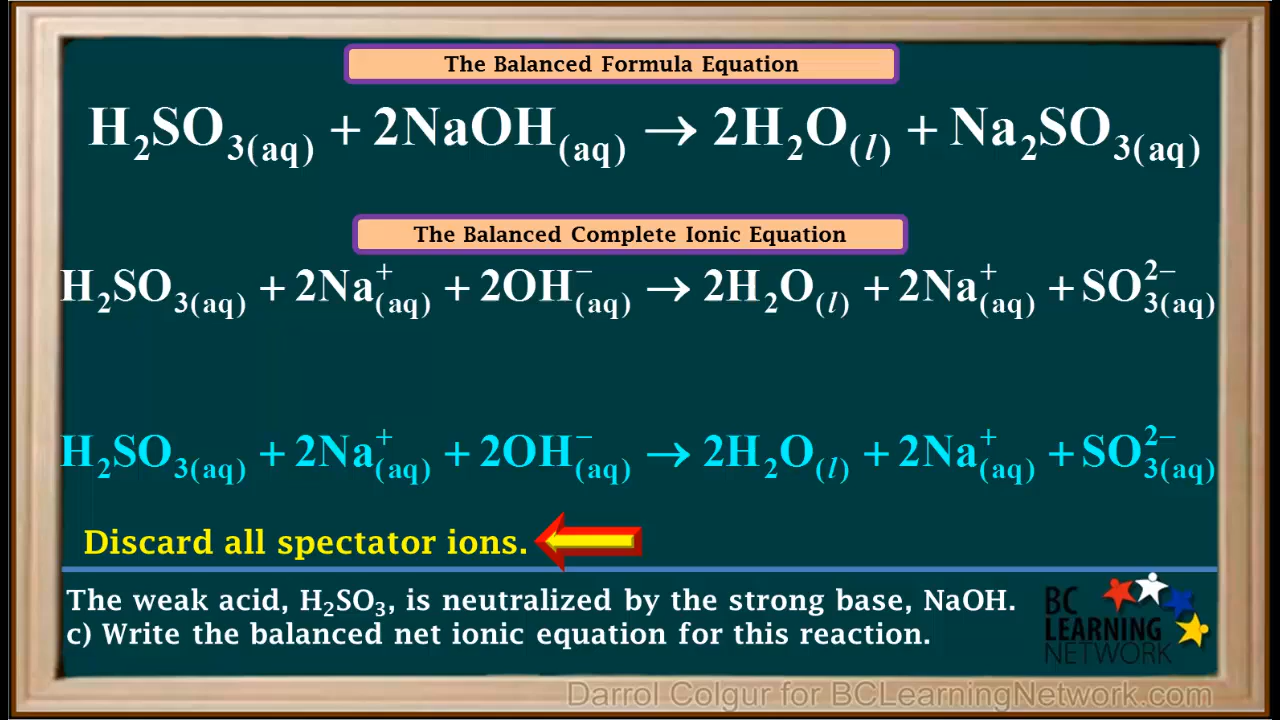 The Balanced Formula Equation
H₂SO₃(aq) + 2NaOH(aq) → 2H₂O(l) + Na₂SO₃(aq)
The Balanced Complete Ionic Equation
H₂SO₃(aq) + 2Na⁺(aq) + 2OH⁻(aq) → 2H₂O(l) + 2Na⁺(aq) + SO₃²⁻(aq)
H₂SO₃(aq) + 2Na⁺(aq) + 2OH⁻(aq) → 2H₂O(l) + 2Na⁺(aq) + SO₃²⁻(aq)
Discard all spectator ions.
The weak acid, H₂SO₃, is neutralized by the strong base, NaOH.
c) Write the balanced net ionic equation for this reaction.
BC
LEARNING
NETWORK
Darrol Colgur for BCLearningNetwork.com